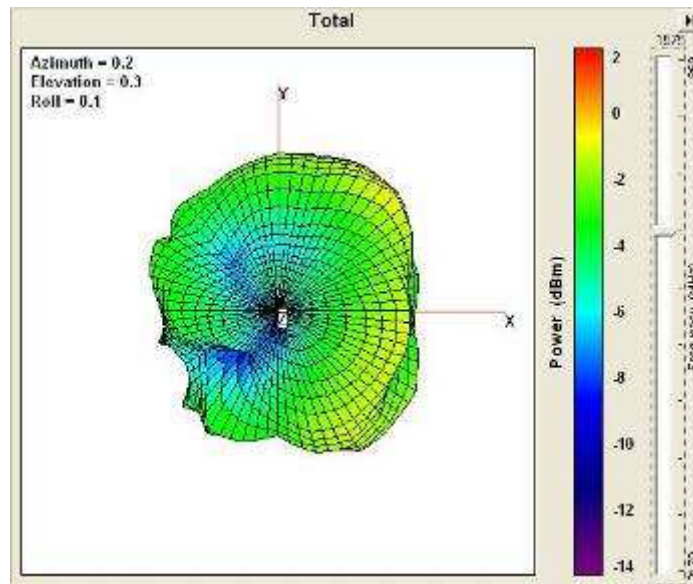 Total
Azimuth = 0.2
Elevation = 0.3
Roll = 0.1
Y
X
Z
Power (dBm)
2
0
-2
-4
-6
-8
-10
-12
-14
1575